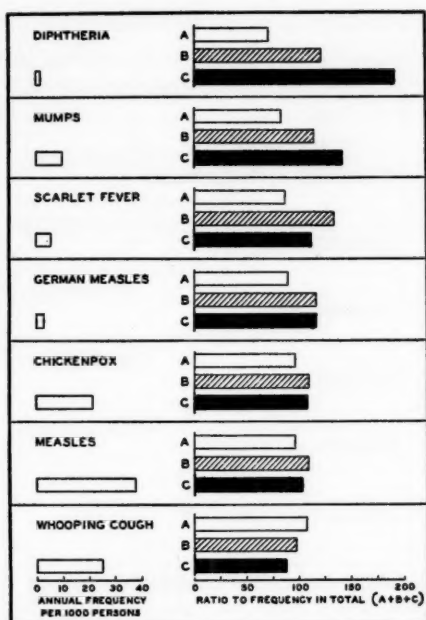 DIPHTHERIA
A
B
C
MUMPS
A
B
C
SCARLET FEVER
A
B
C
GERMAN MEASLES
A
B
C
CHICKENPOX
A
B
C
MEASLES
A
B
C
WHOOPING COUGH
A
B
C
0 10 20 30 40
ANNUAL FREQUENCY
PER 1000 PERSONS
0 50 100 150 200
RATIO TO FREQUENCY IN TOTAL (A+B+C)